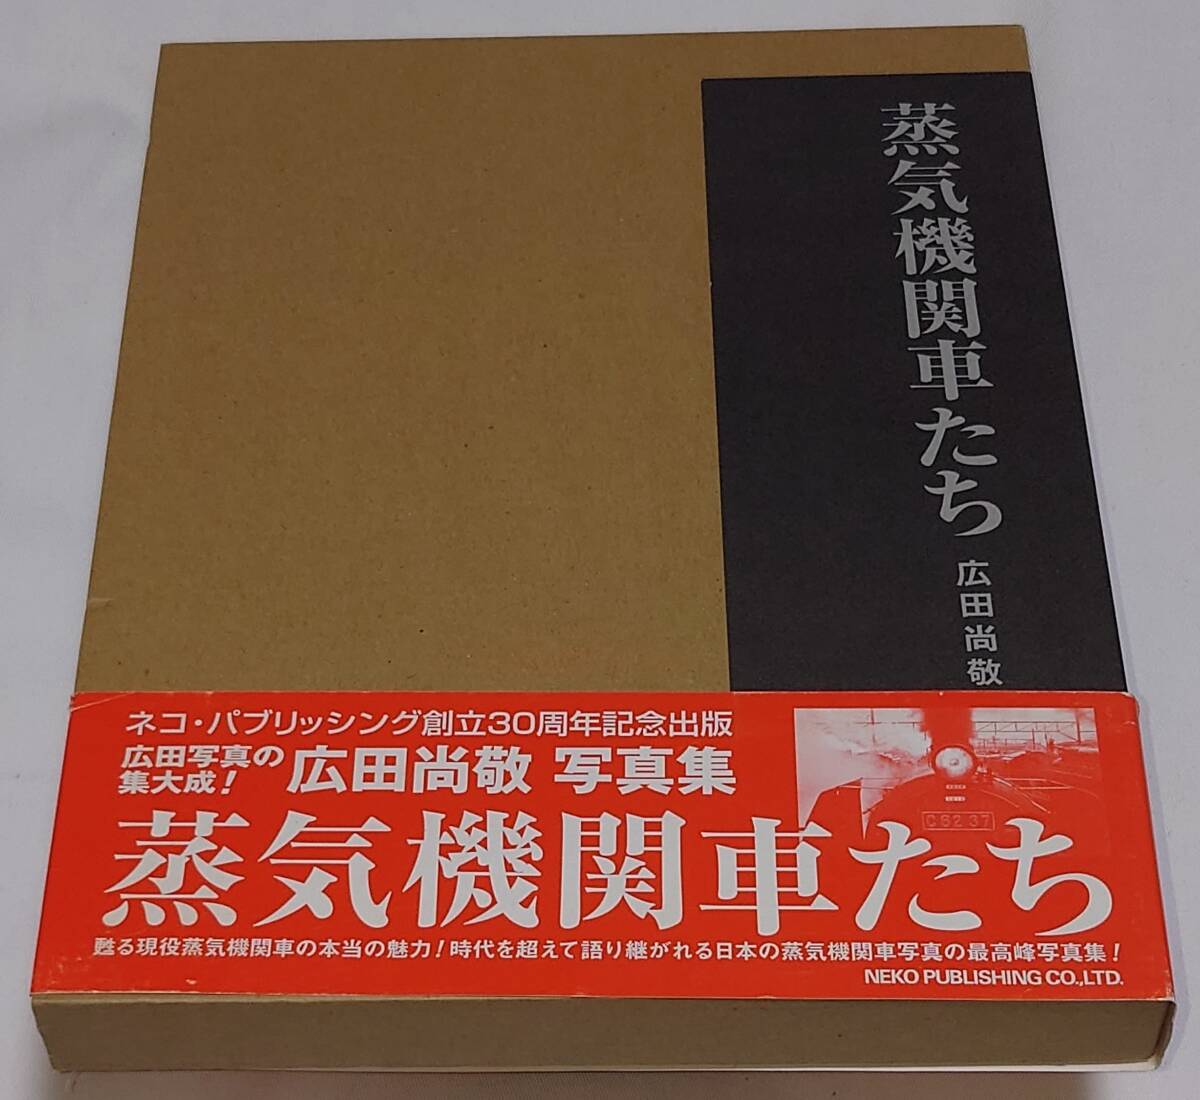 蒸気機関車たち
広田尚敬
ネコ・パブリッシング創立30周年記念出版
広田写真の
集大成!
広田尚敬 写真集
C62 37
蒸気機関車たち
甦る現役蒸気機関車の本当の魅力!時代を超えて語り継がれる日本の蒸気機関車写真の最高峰写真集!
NEKO PUBLISHING CO.,LTD.